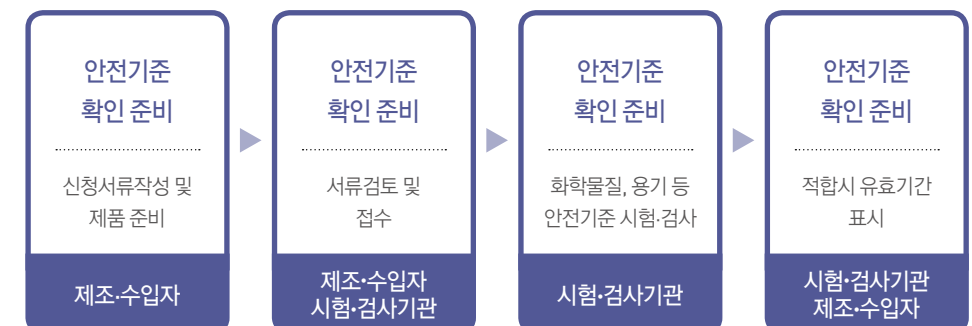 안전기준
확인 준비
신청서류작성 및
제품 준비
제조·수입자
안전기준
확인 준비
서류검토 및
접수
제조·수입자
시험·검사기관
안전기준
확인 준비
화학물질, 용기 등
안전기준 시험·검사
시험·검사기관
안전기준
확인 준비
적합시 유효기간
표시
시험·검사기관
제조·수입자